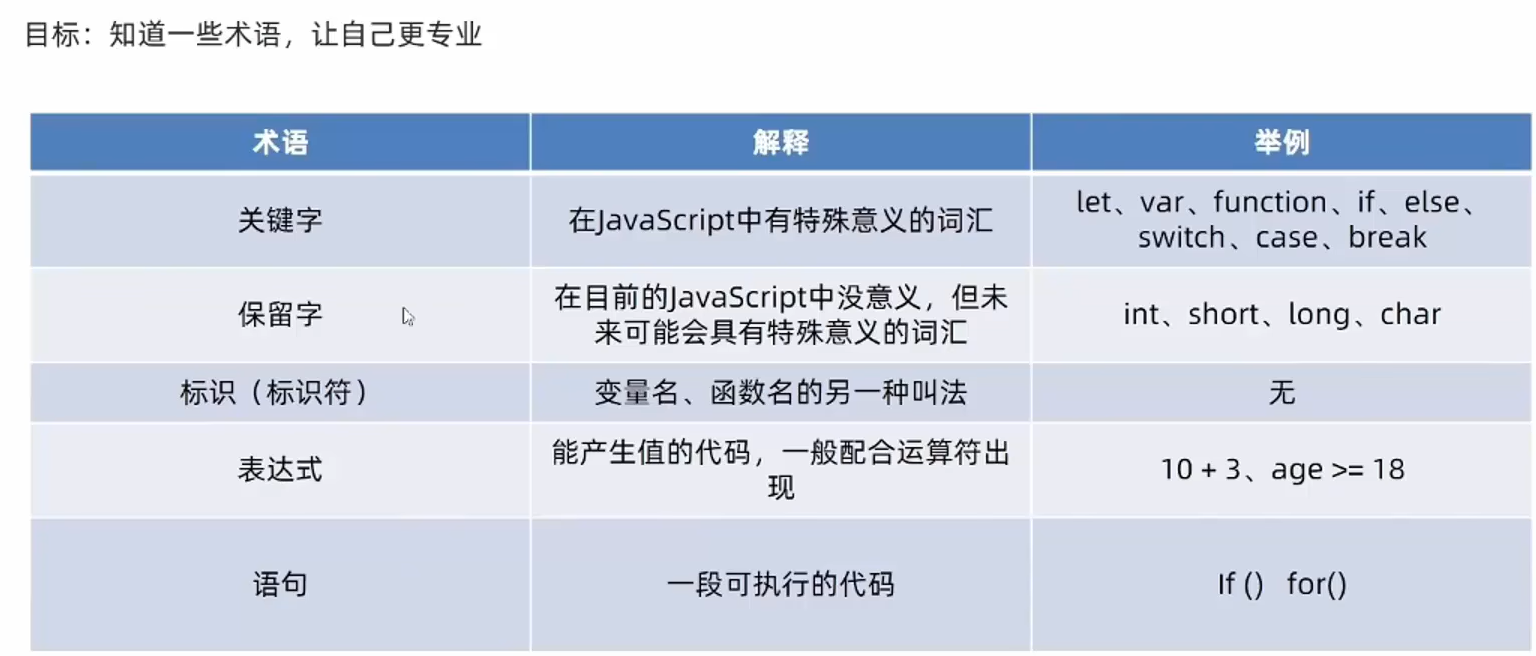 目标：知道一些术语，让自己更专业
术语 解释 举例
关键字 在JavaScript中有特殊意义的词汇 let、var、function、if、else、
switch、case、break
保留字 在目前的JavaScript中没意义，但未
来可能会具有特殊意义的词汇 int、short、long、char
标识（标识符） 变量名、函数名的另一种叫法 无
表达式 能产生值的代码，一般配合运算符出
现 10 + 3、age >= 18
语句 一段可执行的代码 If () for()